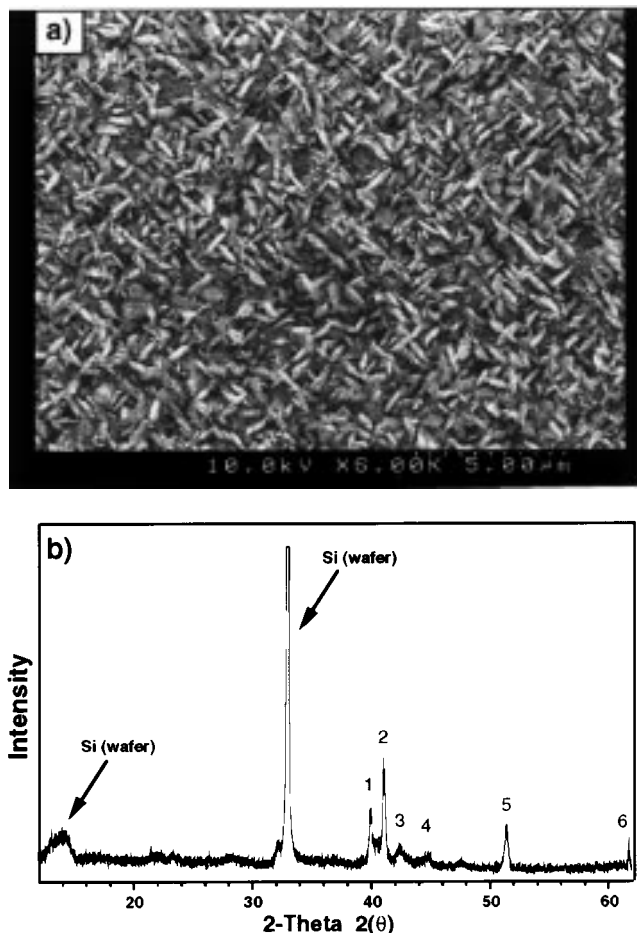 a)
10.0kV X6.00K 5.00μm
b)
Si (wafer)
Si (wafer)
Intensity
1
2
3
4
5
6
20
30
40
50
60
2-Theta 2(θ)